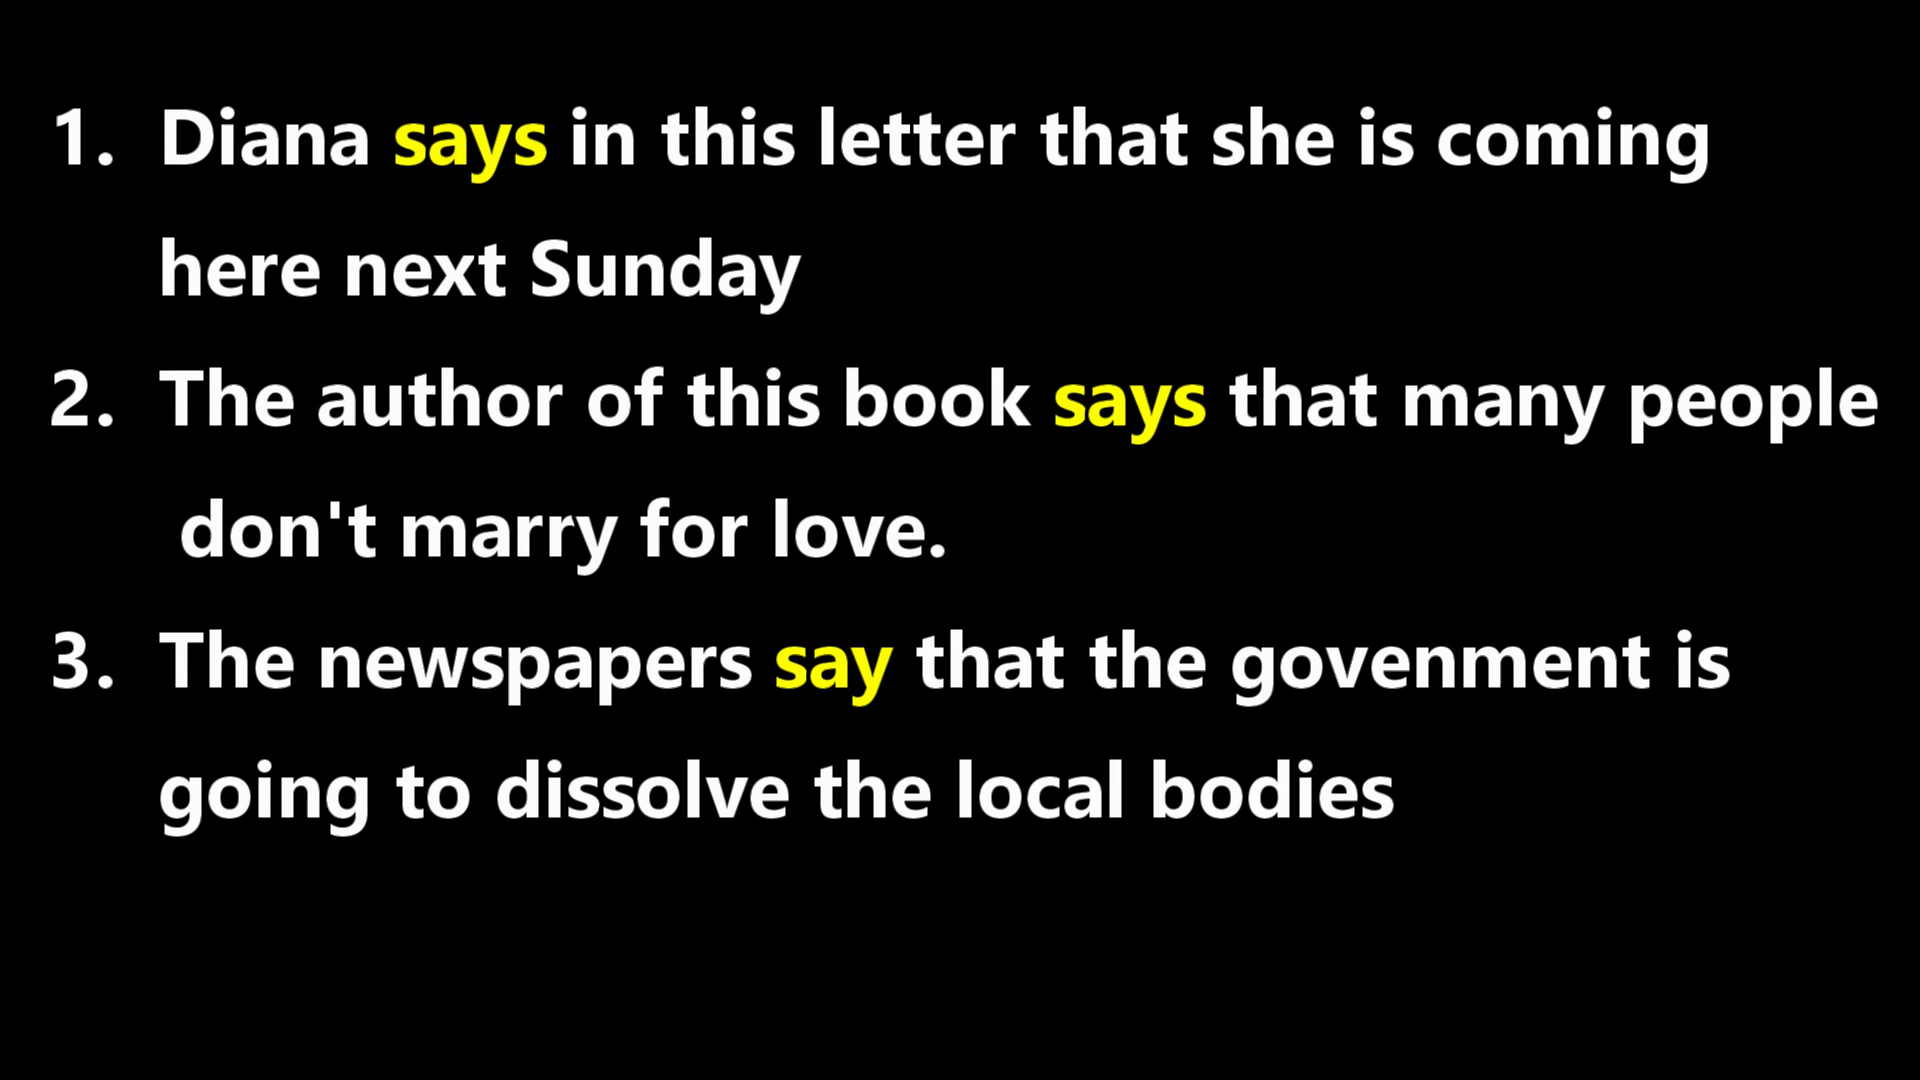 1. Diana says in this letter that she is coming
here next Sunday
2. The author of this book says that many people
don't marry for love.
3. The newspapers say that the govenment is
going to dissolve the local bodies